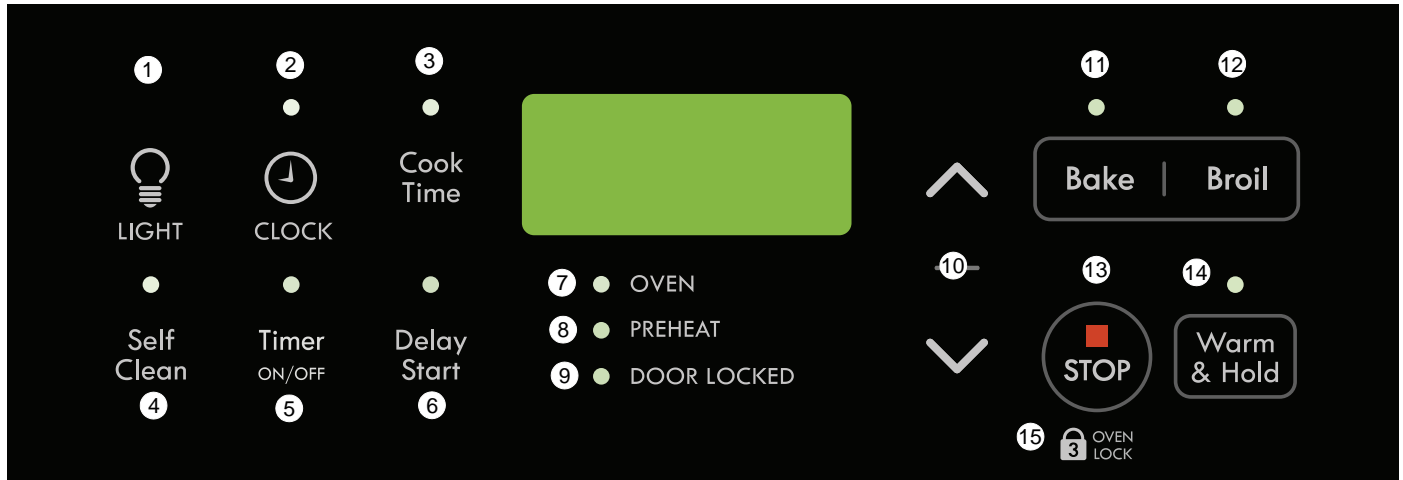 1
2
3
11
12
Cook
Time
LIGHT
CLOCK
Bake | Broil
10
7 OVEN
8 PREHEAT
9 DOOR LOCKED
13
14
Self
Clean
Timer
ON/OFF
Delay
Start
4
5
6
STOP
Warm
& Hold
15
3
OVEN
LOCK